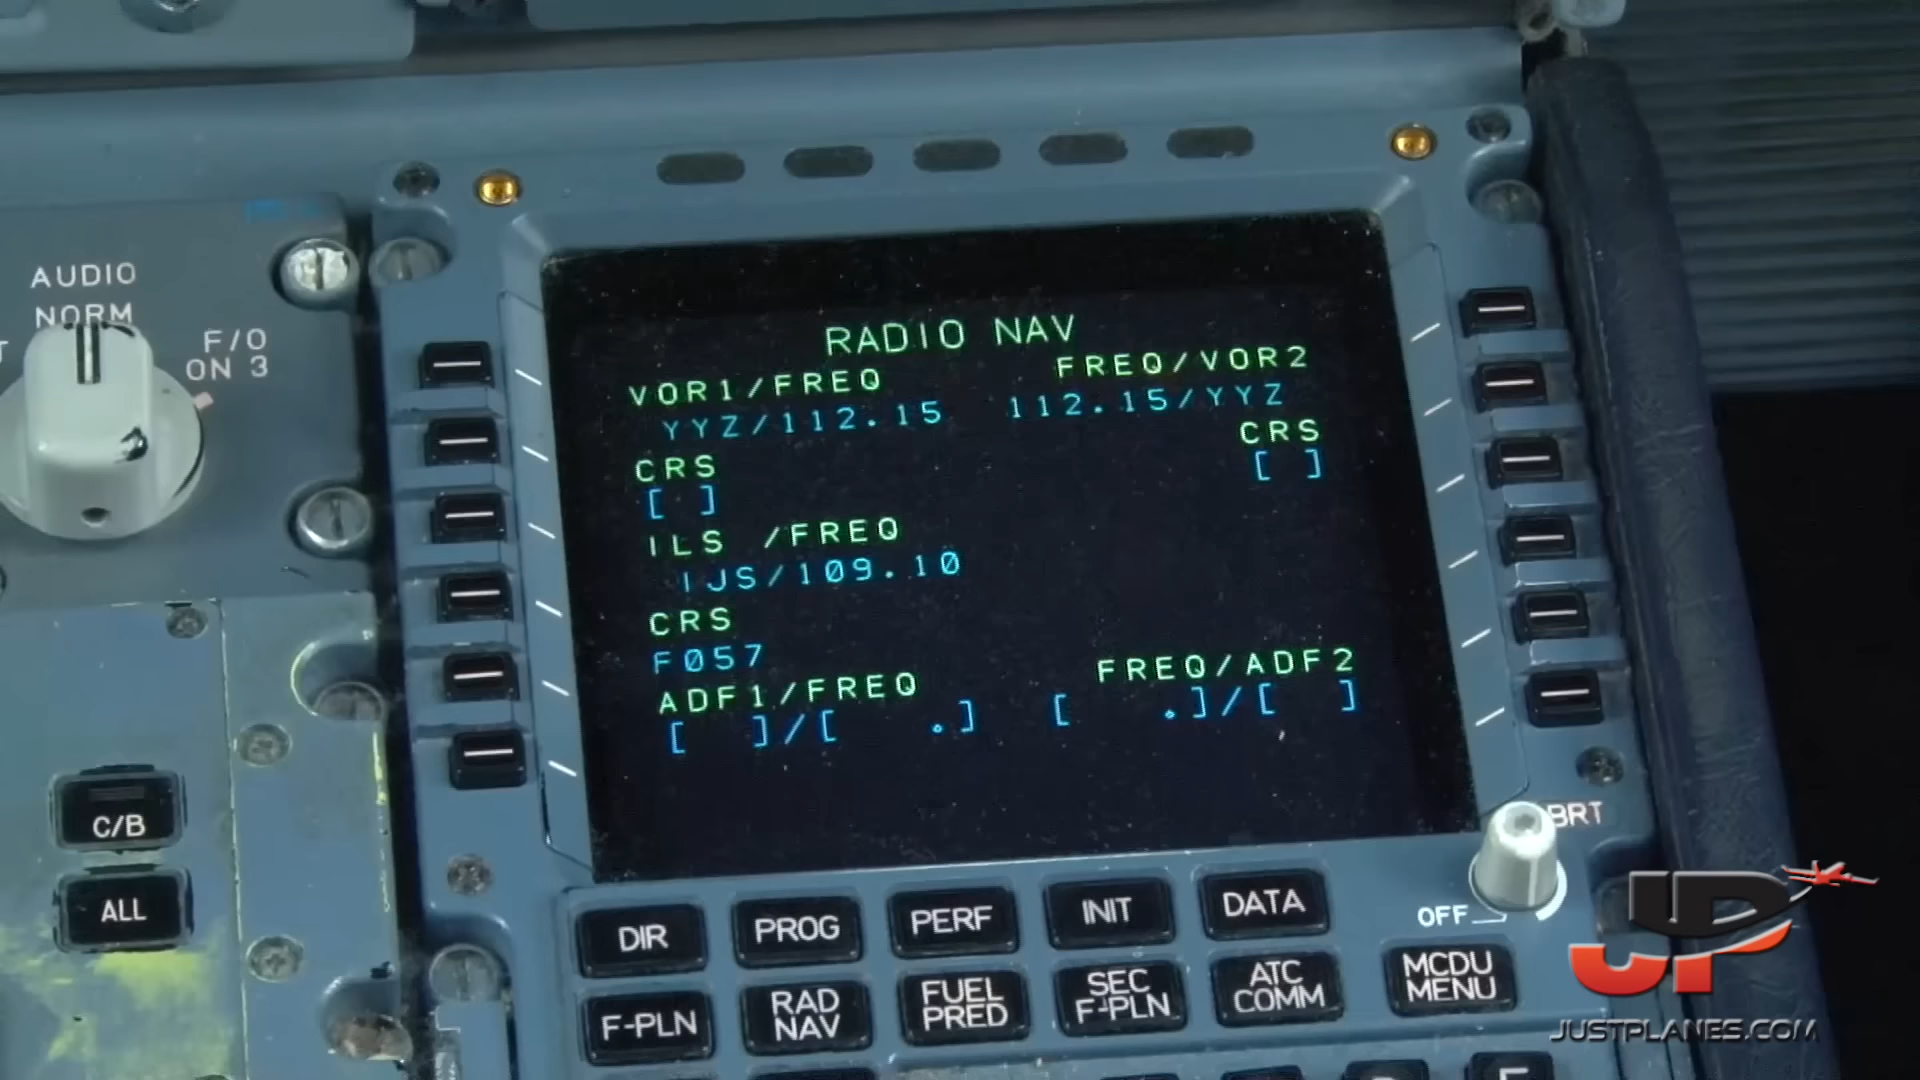 AUDIO
NORM
F/O
ON 3
RADIO NAV
VOR1/FREQ FREQ/VOR2
YYZ/112.15 112.15/YYZ
CRS CRS
[ ] [ ]
ILS /FREQ
IJS/109.10
CRS
F057
ADF1/FREQ FREQ/ADF2
[ ]/[ .] [ .]/[ ]
C/B
ALL
BRT
OFF
DIR PROG PERF INIT DATA
F-PLN RAD NAV FUEL PRED SEC F-PLN ATC COMM MCDU MENU
JP
JUSTPLANES.COM